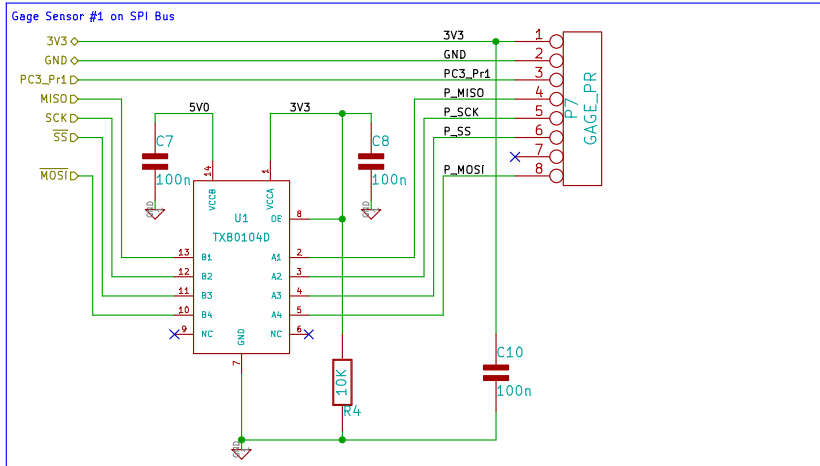 Gage Sensor #1 on SPI Bus
3V3
GND
PC3_Pr1
MISO
SCK
SS
MOSI
5V0
3V3
C7
100n
GND
C8
100n
GND
14
VCCB
1
VCCA
U1
TXB0104D
OE
8
13
B1
A1
2
12
B2
A2
3
11
B3
A3
4
10
B4
A4
5
9
NC
NC
6
GND
7
10K
R4
GND
C10
100n
3V3
GND
PC3_Pr1
P_MISO
P_SCK
P_SS
P_MOSI
1
2
3
4
5
6
7
8
P7
GAGE_PR